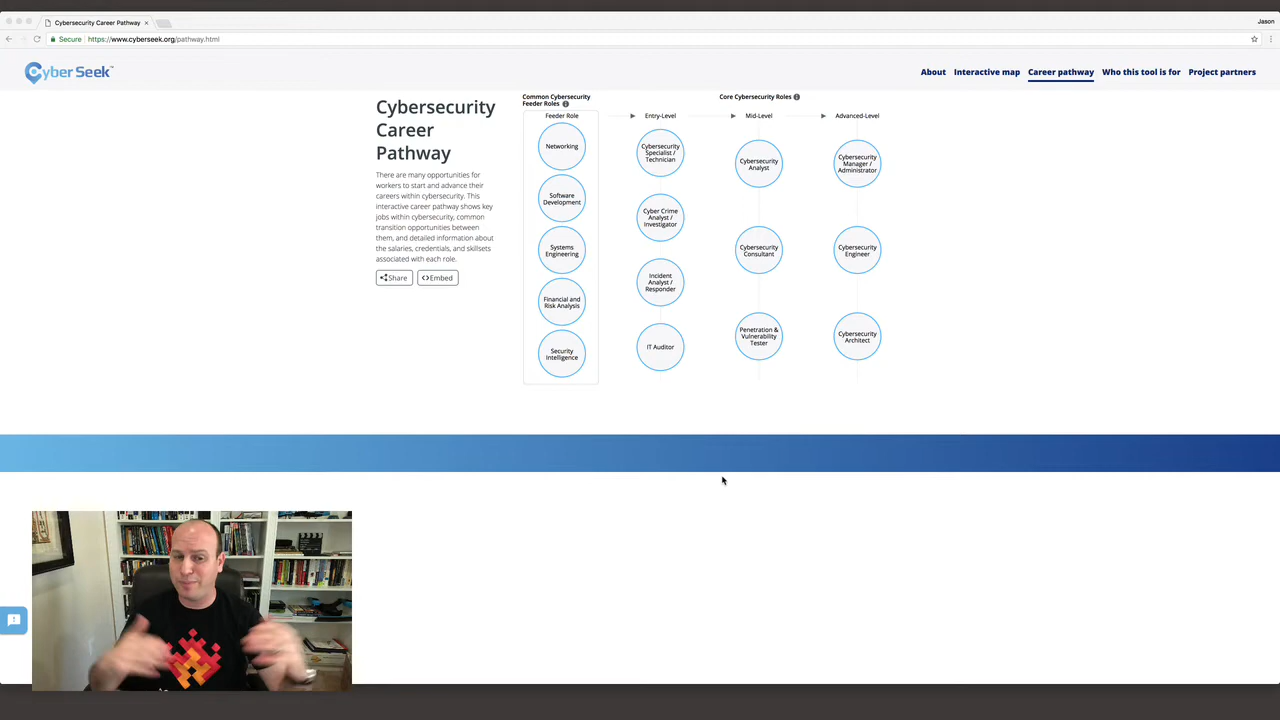 Cybersecurity Career Pathway
Jason
Secure
https://www.cyberseek.org/pathway.html
Cyber Seek™
About
Interactive map
Career pathway
Who this tool is for
Project partners
Cybersecurity
Career
Pathway
There are many opportunities for
workers to start and advance their
careers within cybersecurity. This
interactive career pathway shows key
jobs within cybersecurity, common
transition opportunities between
them, and detailed information about
the salaries, credentials, and skillsets
associated with each role.
Share
Embed
Common Cybersecurity
Feeder Roles
Core Cybersecurity Roles
Feeder Role
Entry-Level
Mid-Level
Advanced-Level
Networking
Software
Development
Systems
Engineering
Financial and
Risk Analysis
Security
Intelligence
Cybersecurity
Specialist /
Technician
Cyber Crime
Analyst /
Investigator
Incident
Analyst /
Responder
IT Auditor
Cybersecurity
Analyst
Cybersecurity
Consultant
Penetration &
Vulnerability
Tester
Cybersecurity
Manager /
Administrator
Cybersecurity
Engineer
Cybersecurity
Architect